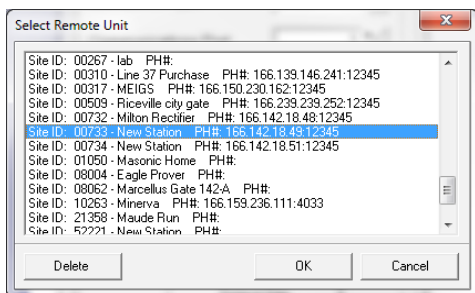 Select Remote Unit
Site ID: 00267 - lab PH#:
Site ID: 00310 - Line 37 Purchase PH#: 166.139.146.241:12345
Site ID: 00317 - MEIGS PH#: 166.150.230.162:12345
Site ID: 00509 - Riceville city gate PH#: 166.239.239.252:12345
Site ID: 00732 - Milton Rectifier PH#: 166.142.18.48:12345
Site ID: 00733 - New Station PH#: 166.142.18.49:12345
Site ID: 00734 - New Station PH#: 166.142.18.51:12345
Site ID: 01050 - Masonic Home PH#:
Site ID: 08004 - Eagle Prover PH#:
Site ID: 08062 - Marcellus Gate 142-A PH#:
Site ID: 10263 - Minerva PH#: 166.159.236.111:4033
Site ID: 21358 - Maude Run PH#:
Site ID: 52221 - New Station PH#:
Delete OK Cancel